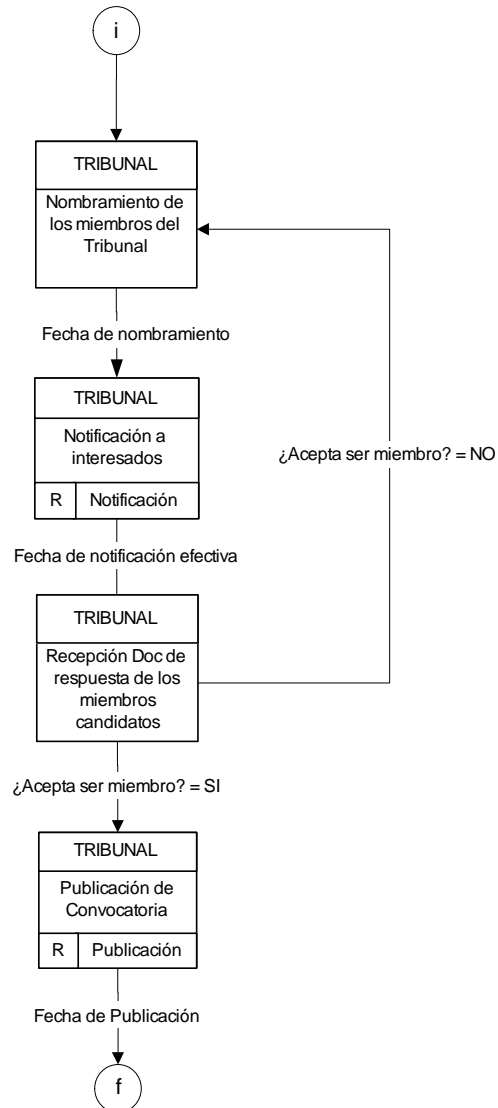 i
TRIBUNAL
Nombramiento de
los miembros del
Tribunal
Fecha de nombramiento
TRIBUNAL
Notificación a
interesados
R Notificación
¿Acepta ser miembro? = NO
Fecha de notificación efectiva
TRIBUNAL
Recepción Doc de
respuesta de los
miembros
candidatos
¿Acepta ser miembro? = SI
TRIBUNAL
Publicación de
Convocatoria
R Publicación
Fecha de Publicación
f